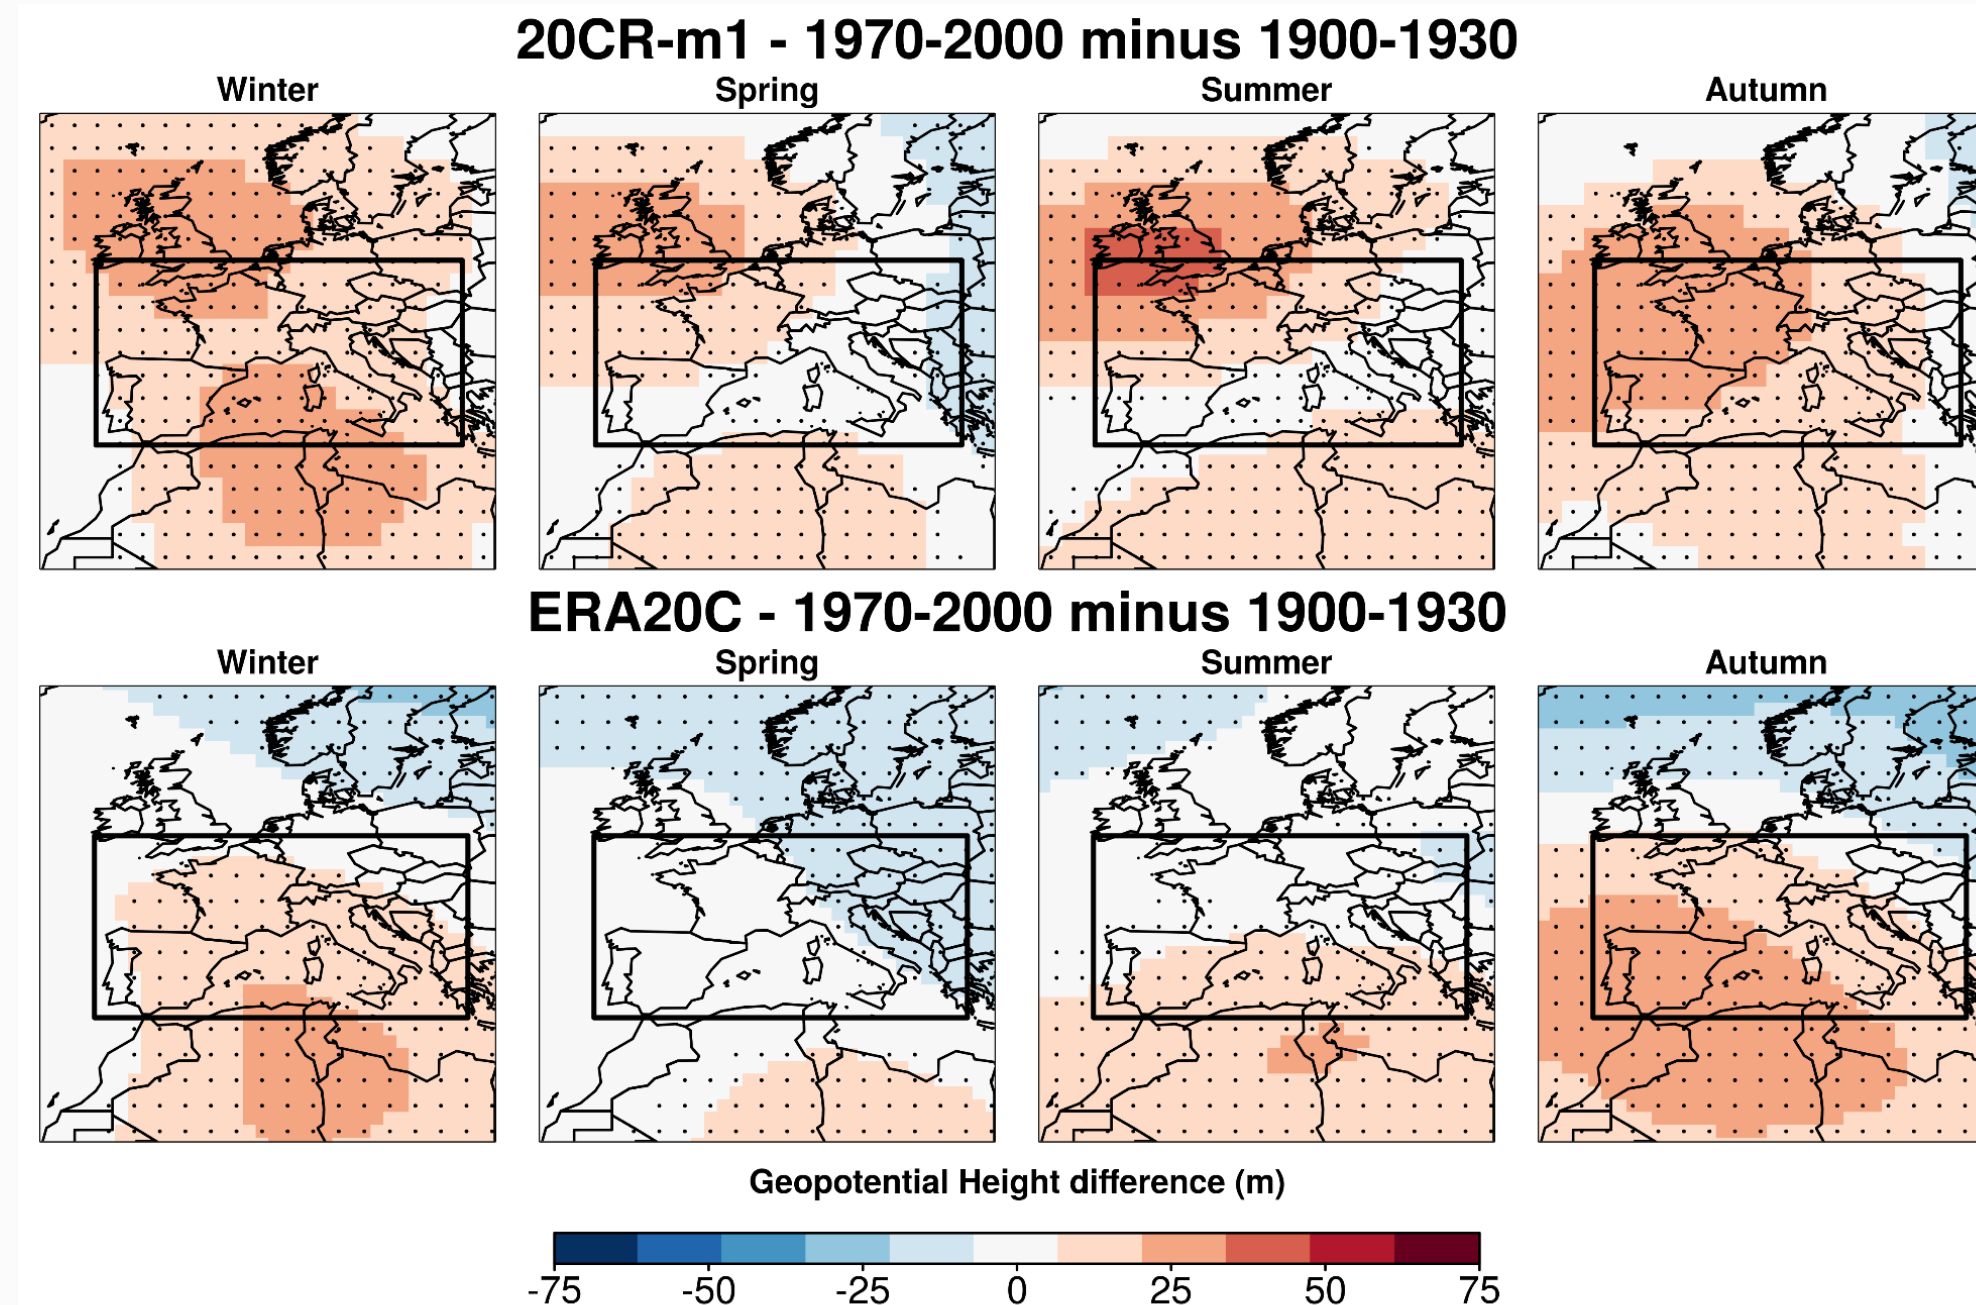 20CR-m1 - 1970-2000 minus 1900-1930
Winter Spring Summer Autumn
ERA20C - 1970-2000 minus 1900-1930
Winter Spring Summer Autumn
Geopotential Height difference (m)
-75 -50 -25 0 25 50 75